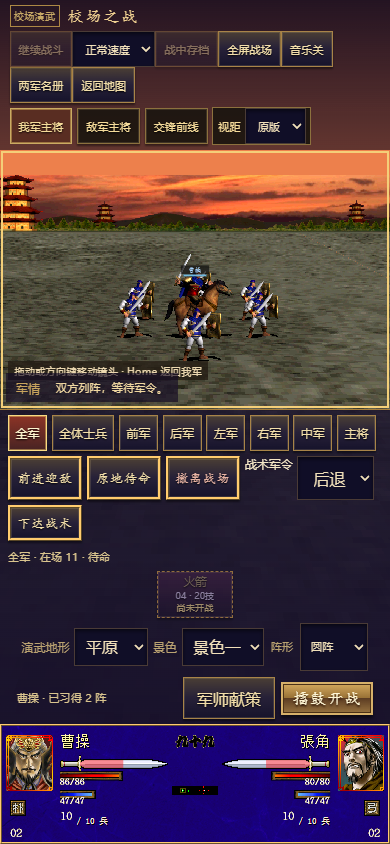 校场演武 校场之战
继续战斗 正常速度 战中存档 全屏战场 音乐关
两军名册 返回地图
我军主将 敌军主将 交锋前线 视距 原版
曹操
拖动或方向键移动镜头 · Home 返回我军
军情 双方列阵，等待军令。
全军 全体士兵 前军 后军 左军 右军 中军 主将
前进迎敌 原地待命 撤离战场 战术军令 后退
下达战术
全军 · 在场 11 · 待命
火箭
04 · 20技
尚未开战
演武地形 平原 景色 景色一 阵形 圆阵
曹操 · 已习得 2 阵 军师献策 擂鼓开战
曹操 張角
86/86 80/80
47/47 47/47
10 / 10 兵 10 / 10 兵
02 02